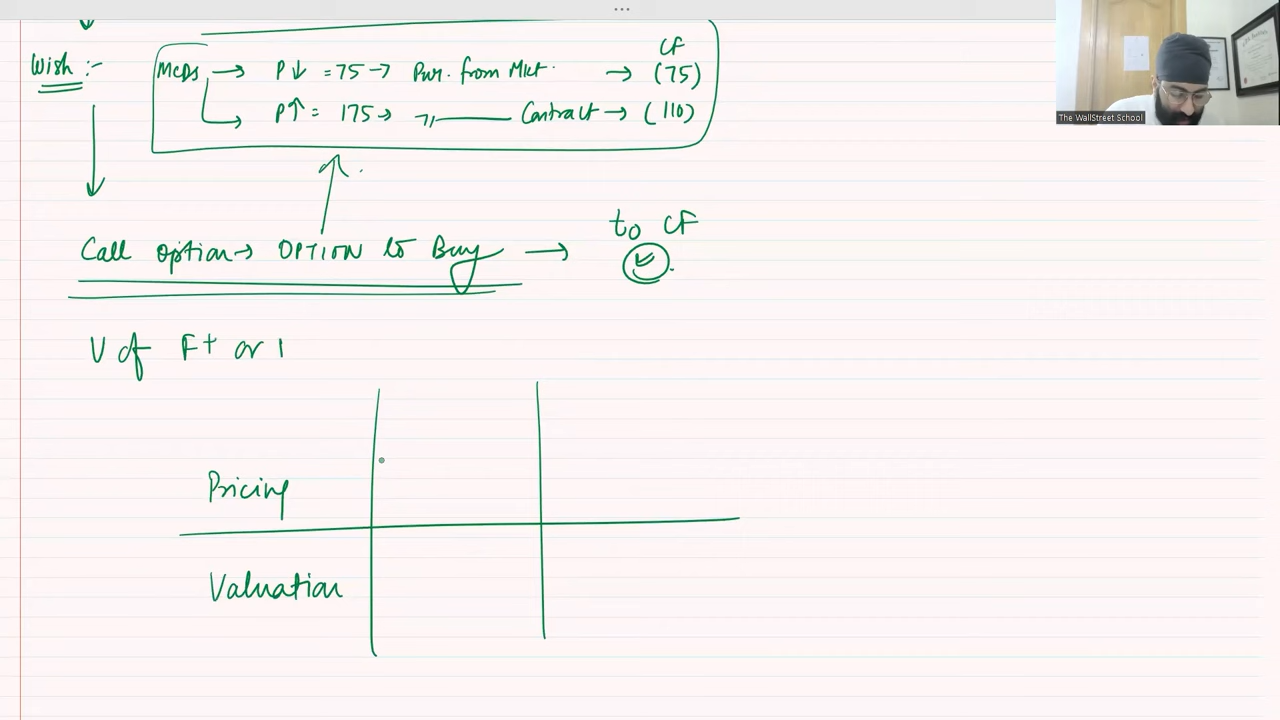 CF
Wish :- McDs → P↓ = 75 → Pur. from Mkt. → (75)
P↑ = 175 → —〃— Contract → (110)
The WallStreet School
to CF
Call Option → OPTION to Buy →
V of F+ or I
Pricing
Valuation